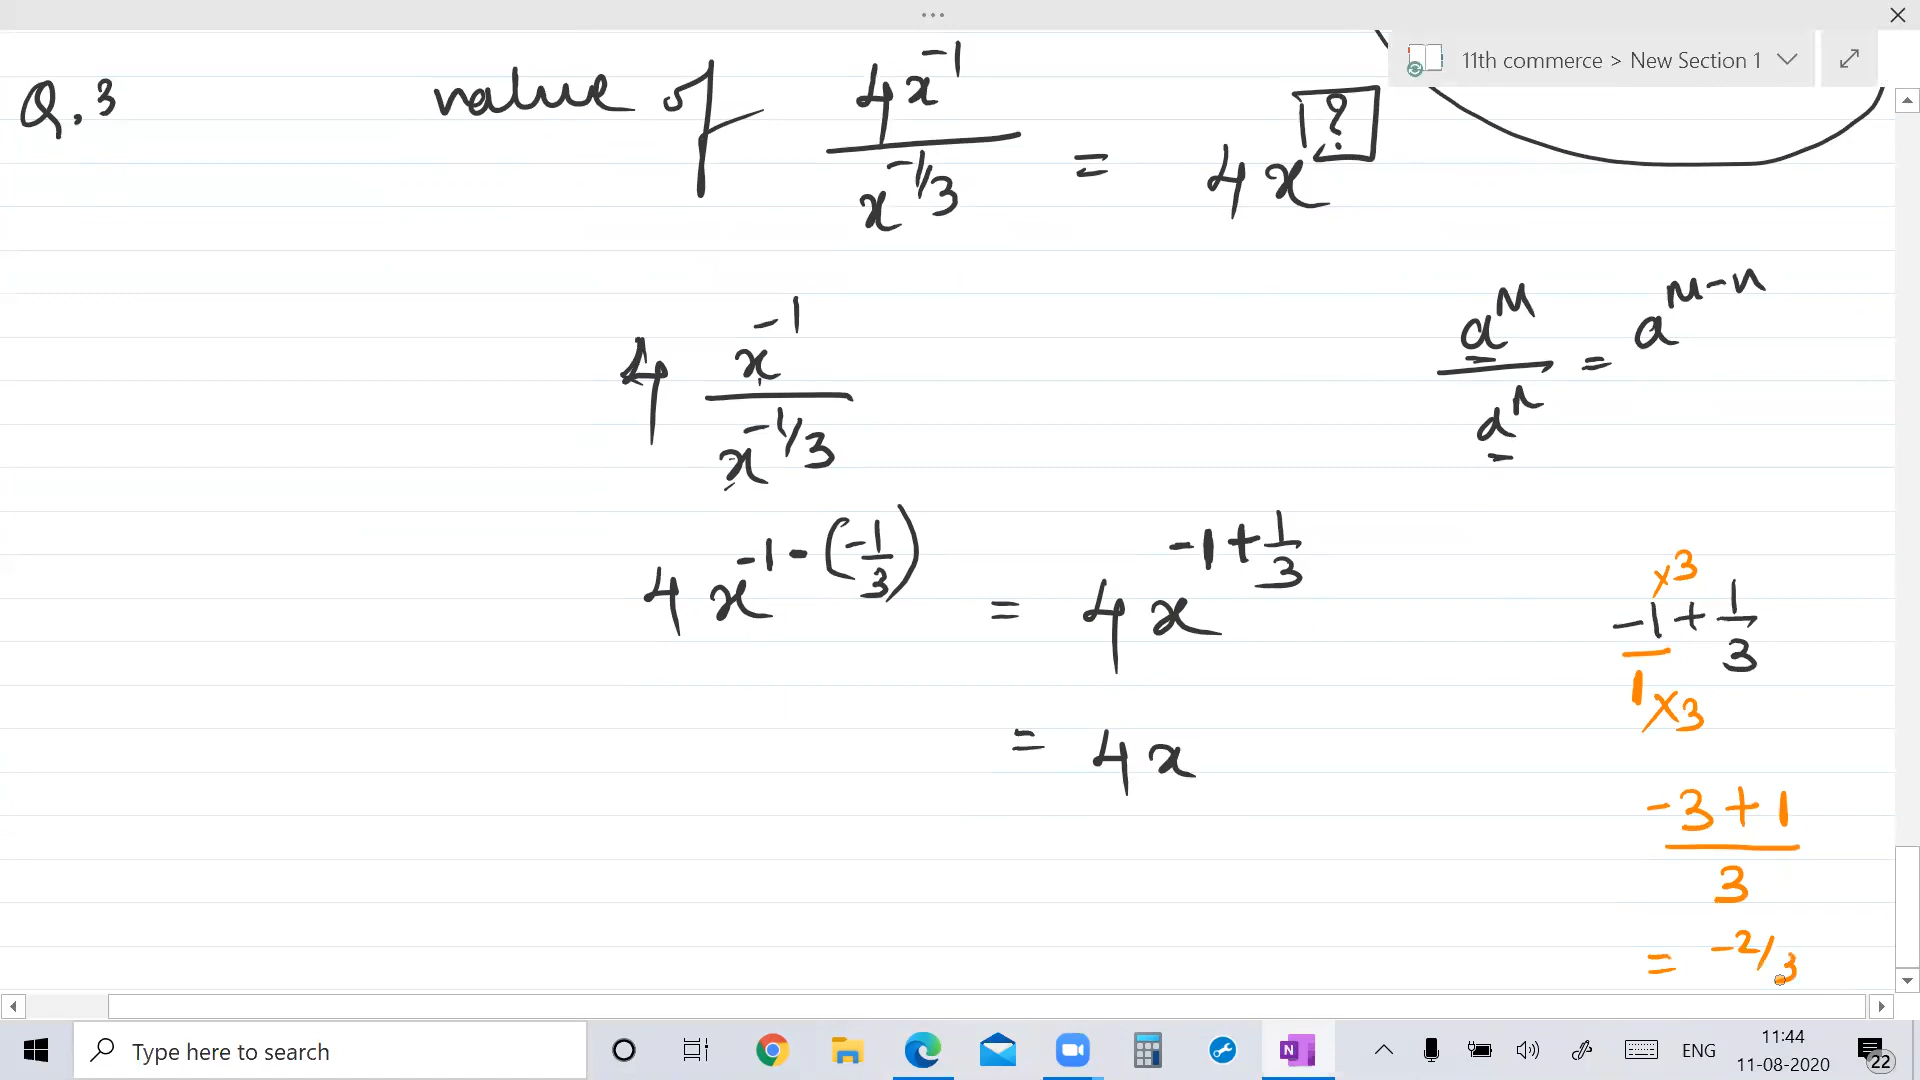 11th commerce > New Section 1
Q.3 value of 4x^-1 / x^-1/3 = 4x^[?]
4 x^-1 / x^-1/3
a^M / a^n = a^M-n
4x^-1-(-1/3) = 4x^-1+1/3
-1×3 / 1×3 + 1/3
= 4x
-3+1 / 3
= -2/3
Type here to search
ENG
11:44
11-08-2020
22